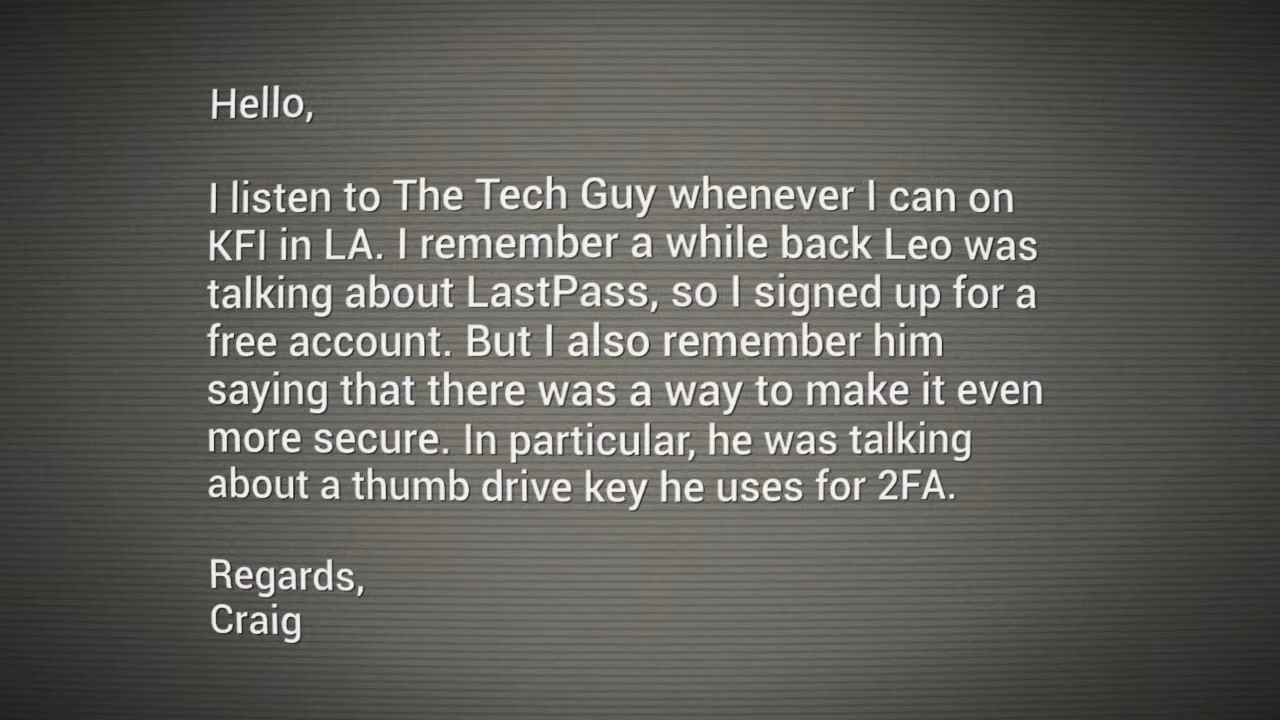 Hello,
I listen to The Tech Guy whenever I can on
KFI in LA. I remember a while back Leo was
talking about LastPass, so I signed up for a
free account. But I also remember him
saying that there was a way to make it even
more secure. In particular, he was talking
about a thumb drive key he uses for 2FA.
Regards,
Craig